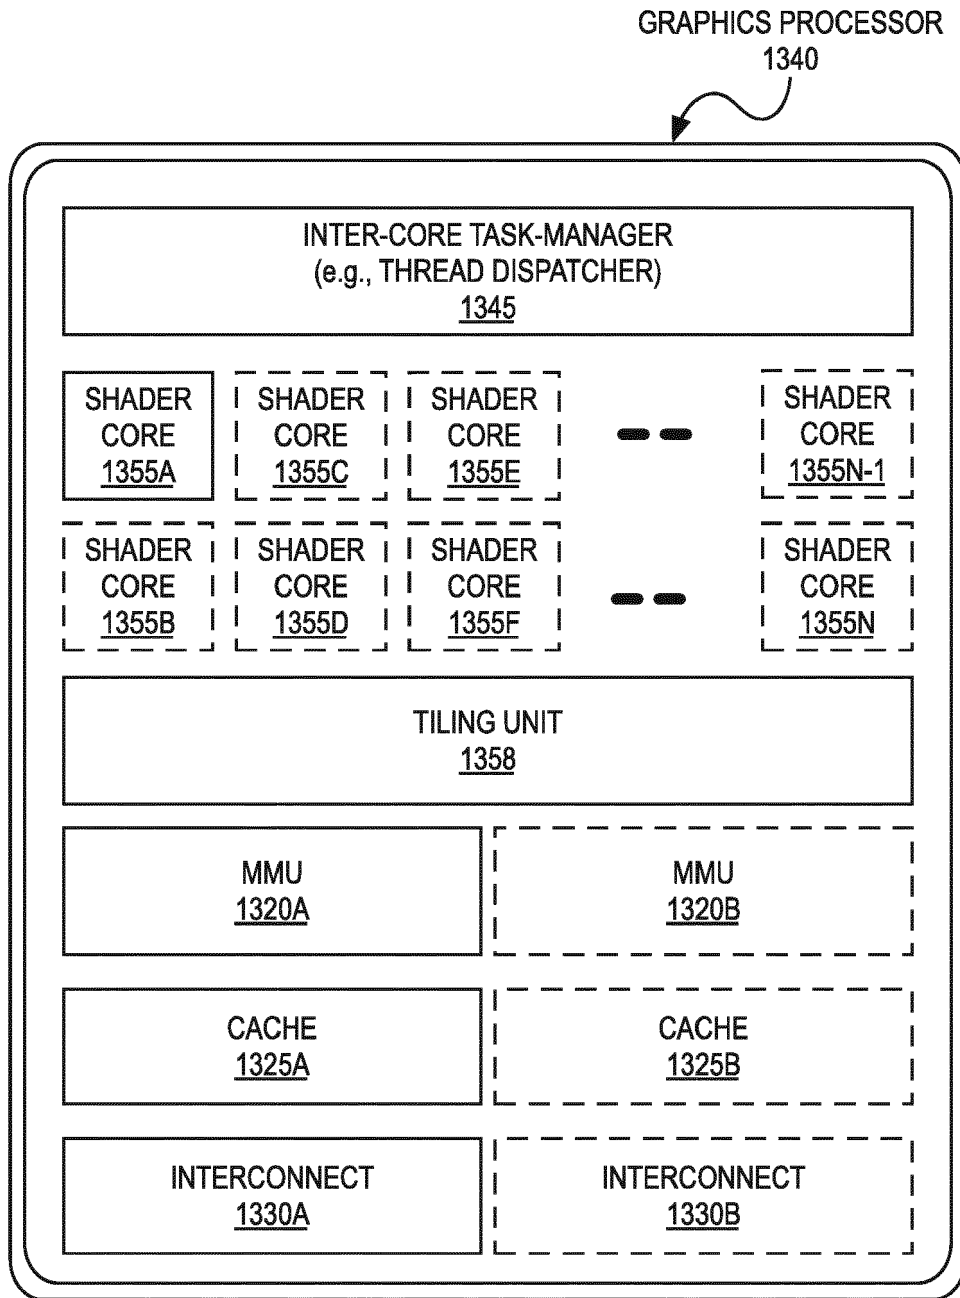 GRAPHICS PROCESSOR
1340
INTER-CORE TASK-MANAGER
(e.g., THREAD DISPATCHER)
1345
SHADER
CORE
1355A
SHADER
CORE
1355C
SHADER
CORE
1355E
SHADER
CORE
1355N-1
SHADER
CORE
1355B
SHADER
CORE
1355D
SHADER
CORE
1355F
SHADER
CORE
1355N
TILING UNIT
1358
MMU
1320A
MMU
1320B
CACHE
1325A
CACHE
1325B
INTERCONNECT
1330A
INTERCONNECT
1330B